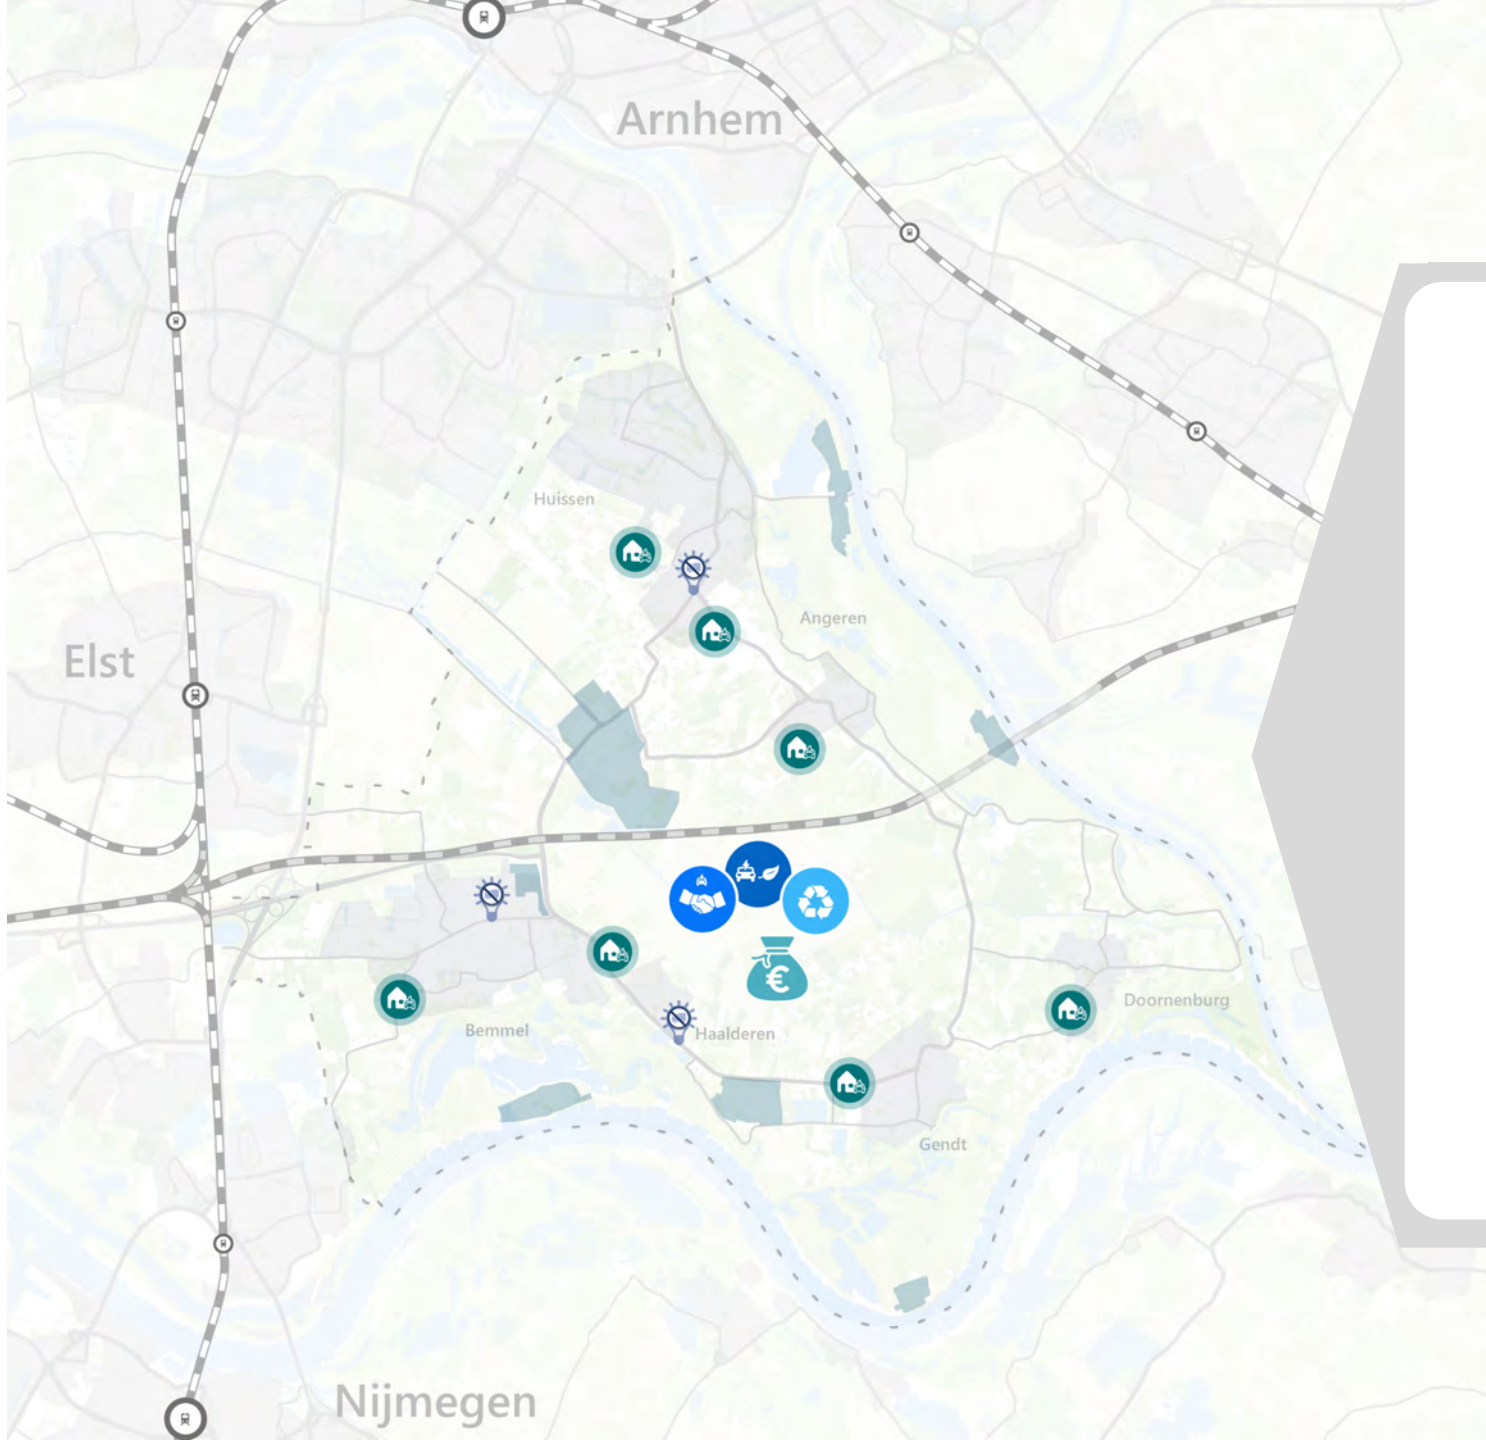 Arnhem
Huissen
Angeren
Elst
€
Doornenburg
Bemmel
Haalderen
Gendt
Nijmegen